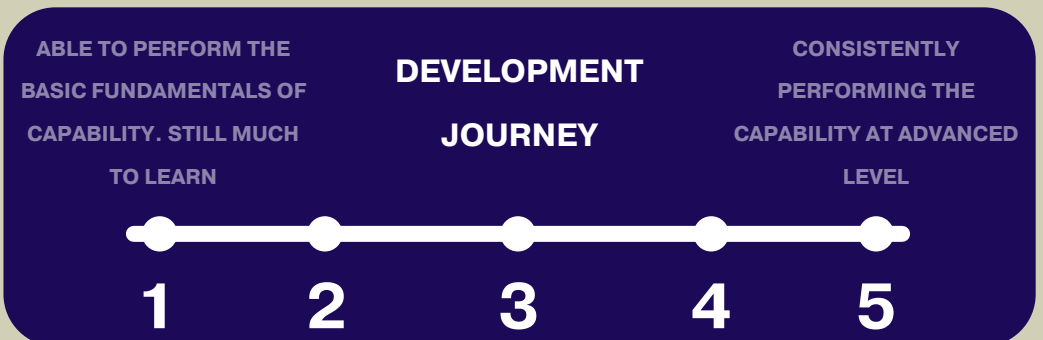 ABLE TO PERFORM THE
BASIC FUNDAMENTALS OF
CAPABILITY. STILL MUCH
TO LEARN
DEVELOPMENT
JOURNEY
CONSISTENTLY
PERFORMING THE
CAPABILITY AT ADVANCED
LEVEL
1 2 3 4 5